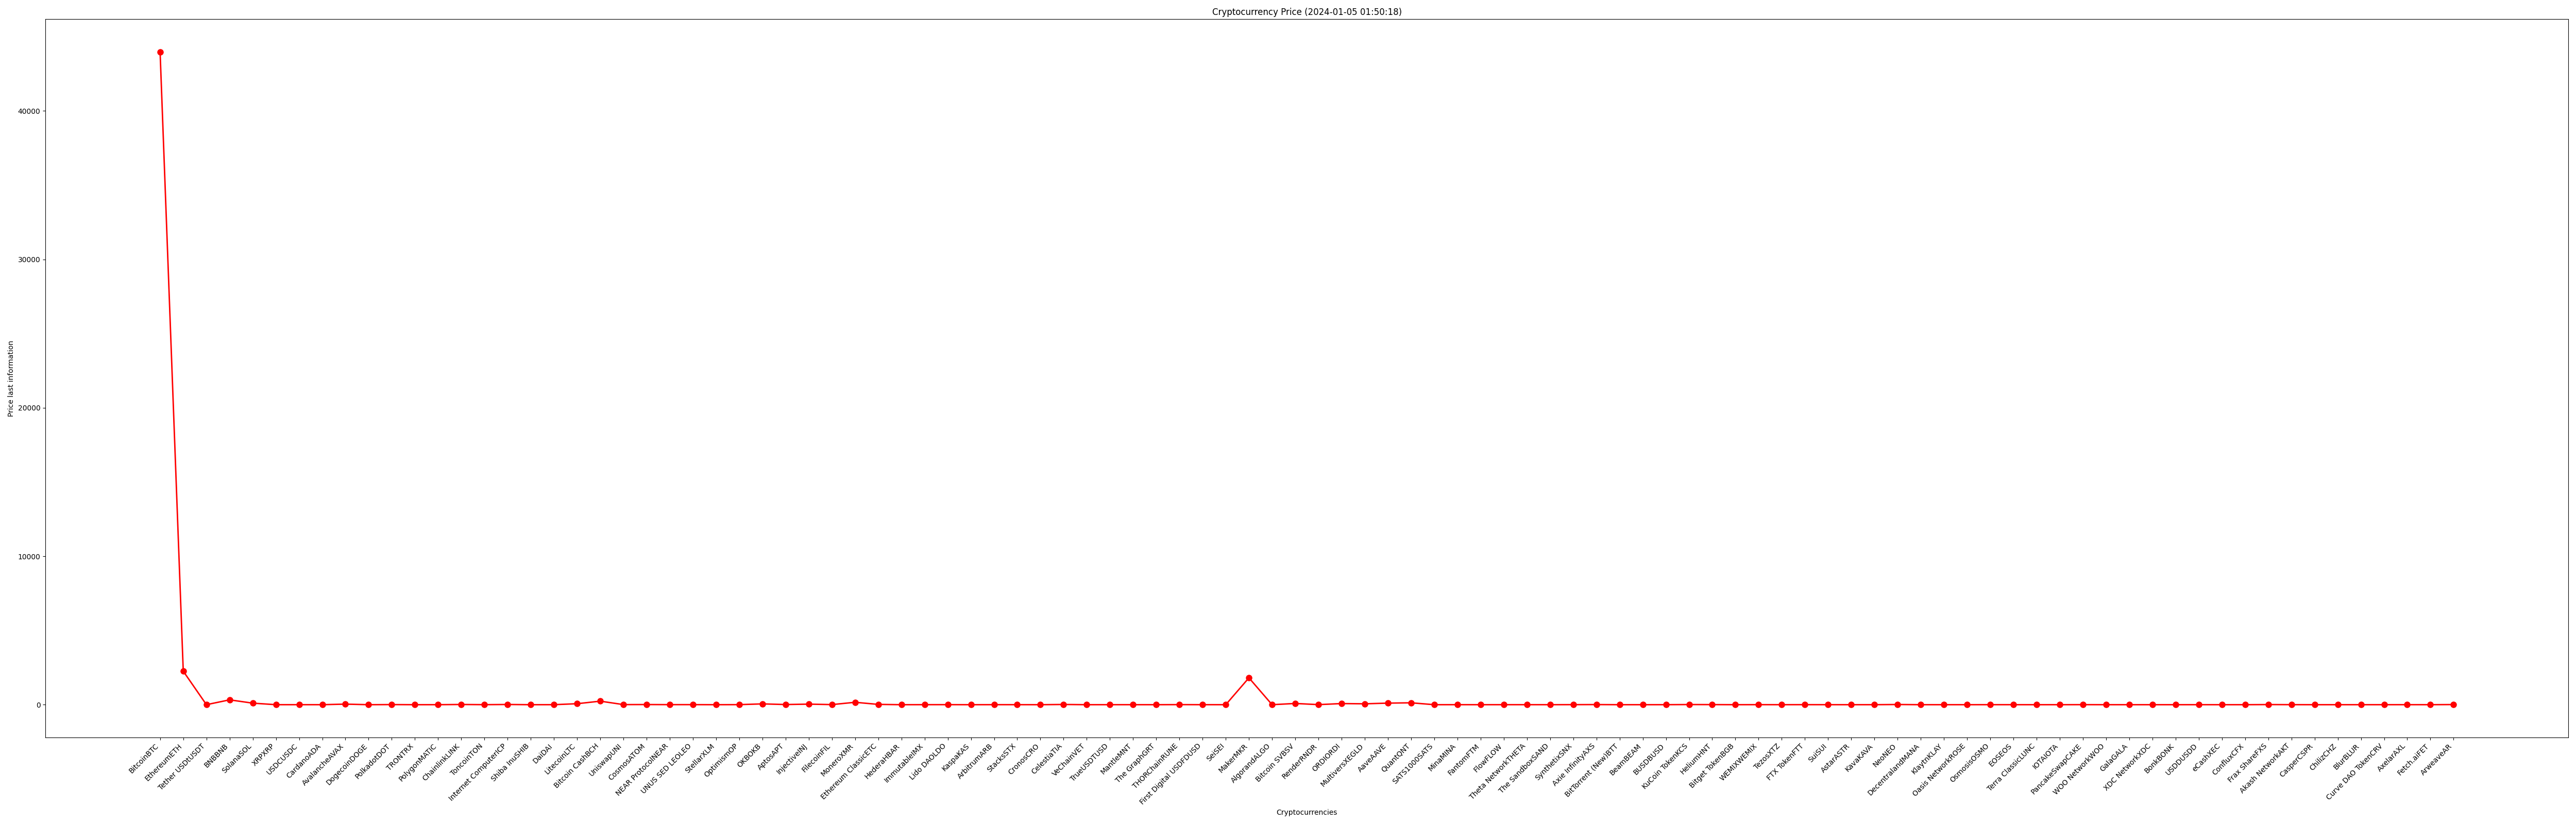 Cryptocurrency Price (2024-01-05 01:50:18)
Price last information
40000
30000
20000
10000
0
BitcoinBTC
EthereumETH
Tether USDtUSDT
BNBBNB
SolanaSOL
XRPXRP
USDCUSDC
CardanoADA
AvalancheAVAX
DogecoinDOGE
PolkadotDOT
TRONTRX
PolygonMATIC
ChainlinkLINK
ToncoinTON
Internet ComputerICP
Shiba InuSHIB
DaiDAI
LitecoinLTC
Bitcoin CashBCH
UniswapUNI
CosmosATOM
NEAR ProtocolNEAR
UNUS SED LEOLEO
StellarXLM
OptimismOP
OKBOKB
AptosAPT
InjectiveINJ
FilecoinFIL
MoneroXMR
Ethereum ClassicETC
HederaHBAR
ImmutableIMX
Lido DAOLDO
KaspaKAS
ArbitrumARB
StacksSTX
CronosCRO
CelestiaTIA
VeChainVET
TrueUSDTUSD
MantleMNT
The GraphGRT
THORChainRUNE
First Digital USDFDUSD
SeiSEI
MakerMKR
AlgorandALGO
Bitcoin SVBSV
RenderRNDR
ORDIORDI
MultiversXEGLD
AaveAAVE
QuantQNT
SATS1000SATS
MinaMINA
FantomFTM
FlowFLOW
Theta NetworkTHETA
The SandboxSAND
SynthetixSNX
Axie InfinityAXS
BitTorrent (New)BTT
BeamBEAM
BUSDBUSD
KuCoin TokenKCS
HeliumHNT
Bitget TokenBGB
WEMIXWEMIX
TezosXTZ
FTX TokenFTT
SuiSUI
AstarASTR
KavaKAVA
NeoNEO
DecentralandMANA
KlaytnKLAY
Oasis NetworkROSE
OsmosisOSMO
EOSEOS
Terra ClassicLUNC
IOTAIOTA
PancakeSwapCAKE
WOO NetworkWOO
GalaGALA
XDC NetworkXDC
BonkBONK
USDDUSDD
eCashXEC
ConfluxCFX
Frax ShareFXS
Akash NetworkAKT
CasperCSPR
ChilizCHZ
BlurBLUR
Curve DAO TokenCRV
AxelarAXL
Fetch.aiFET
ArweaveAR
Cryptocurrencies